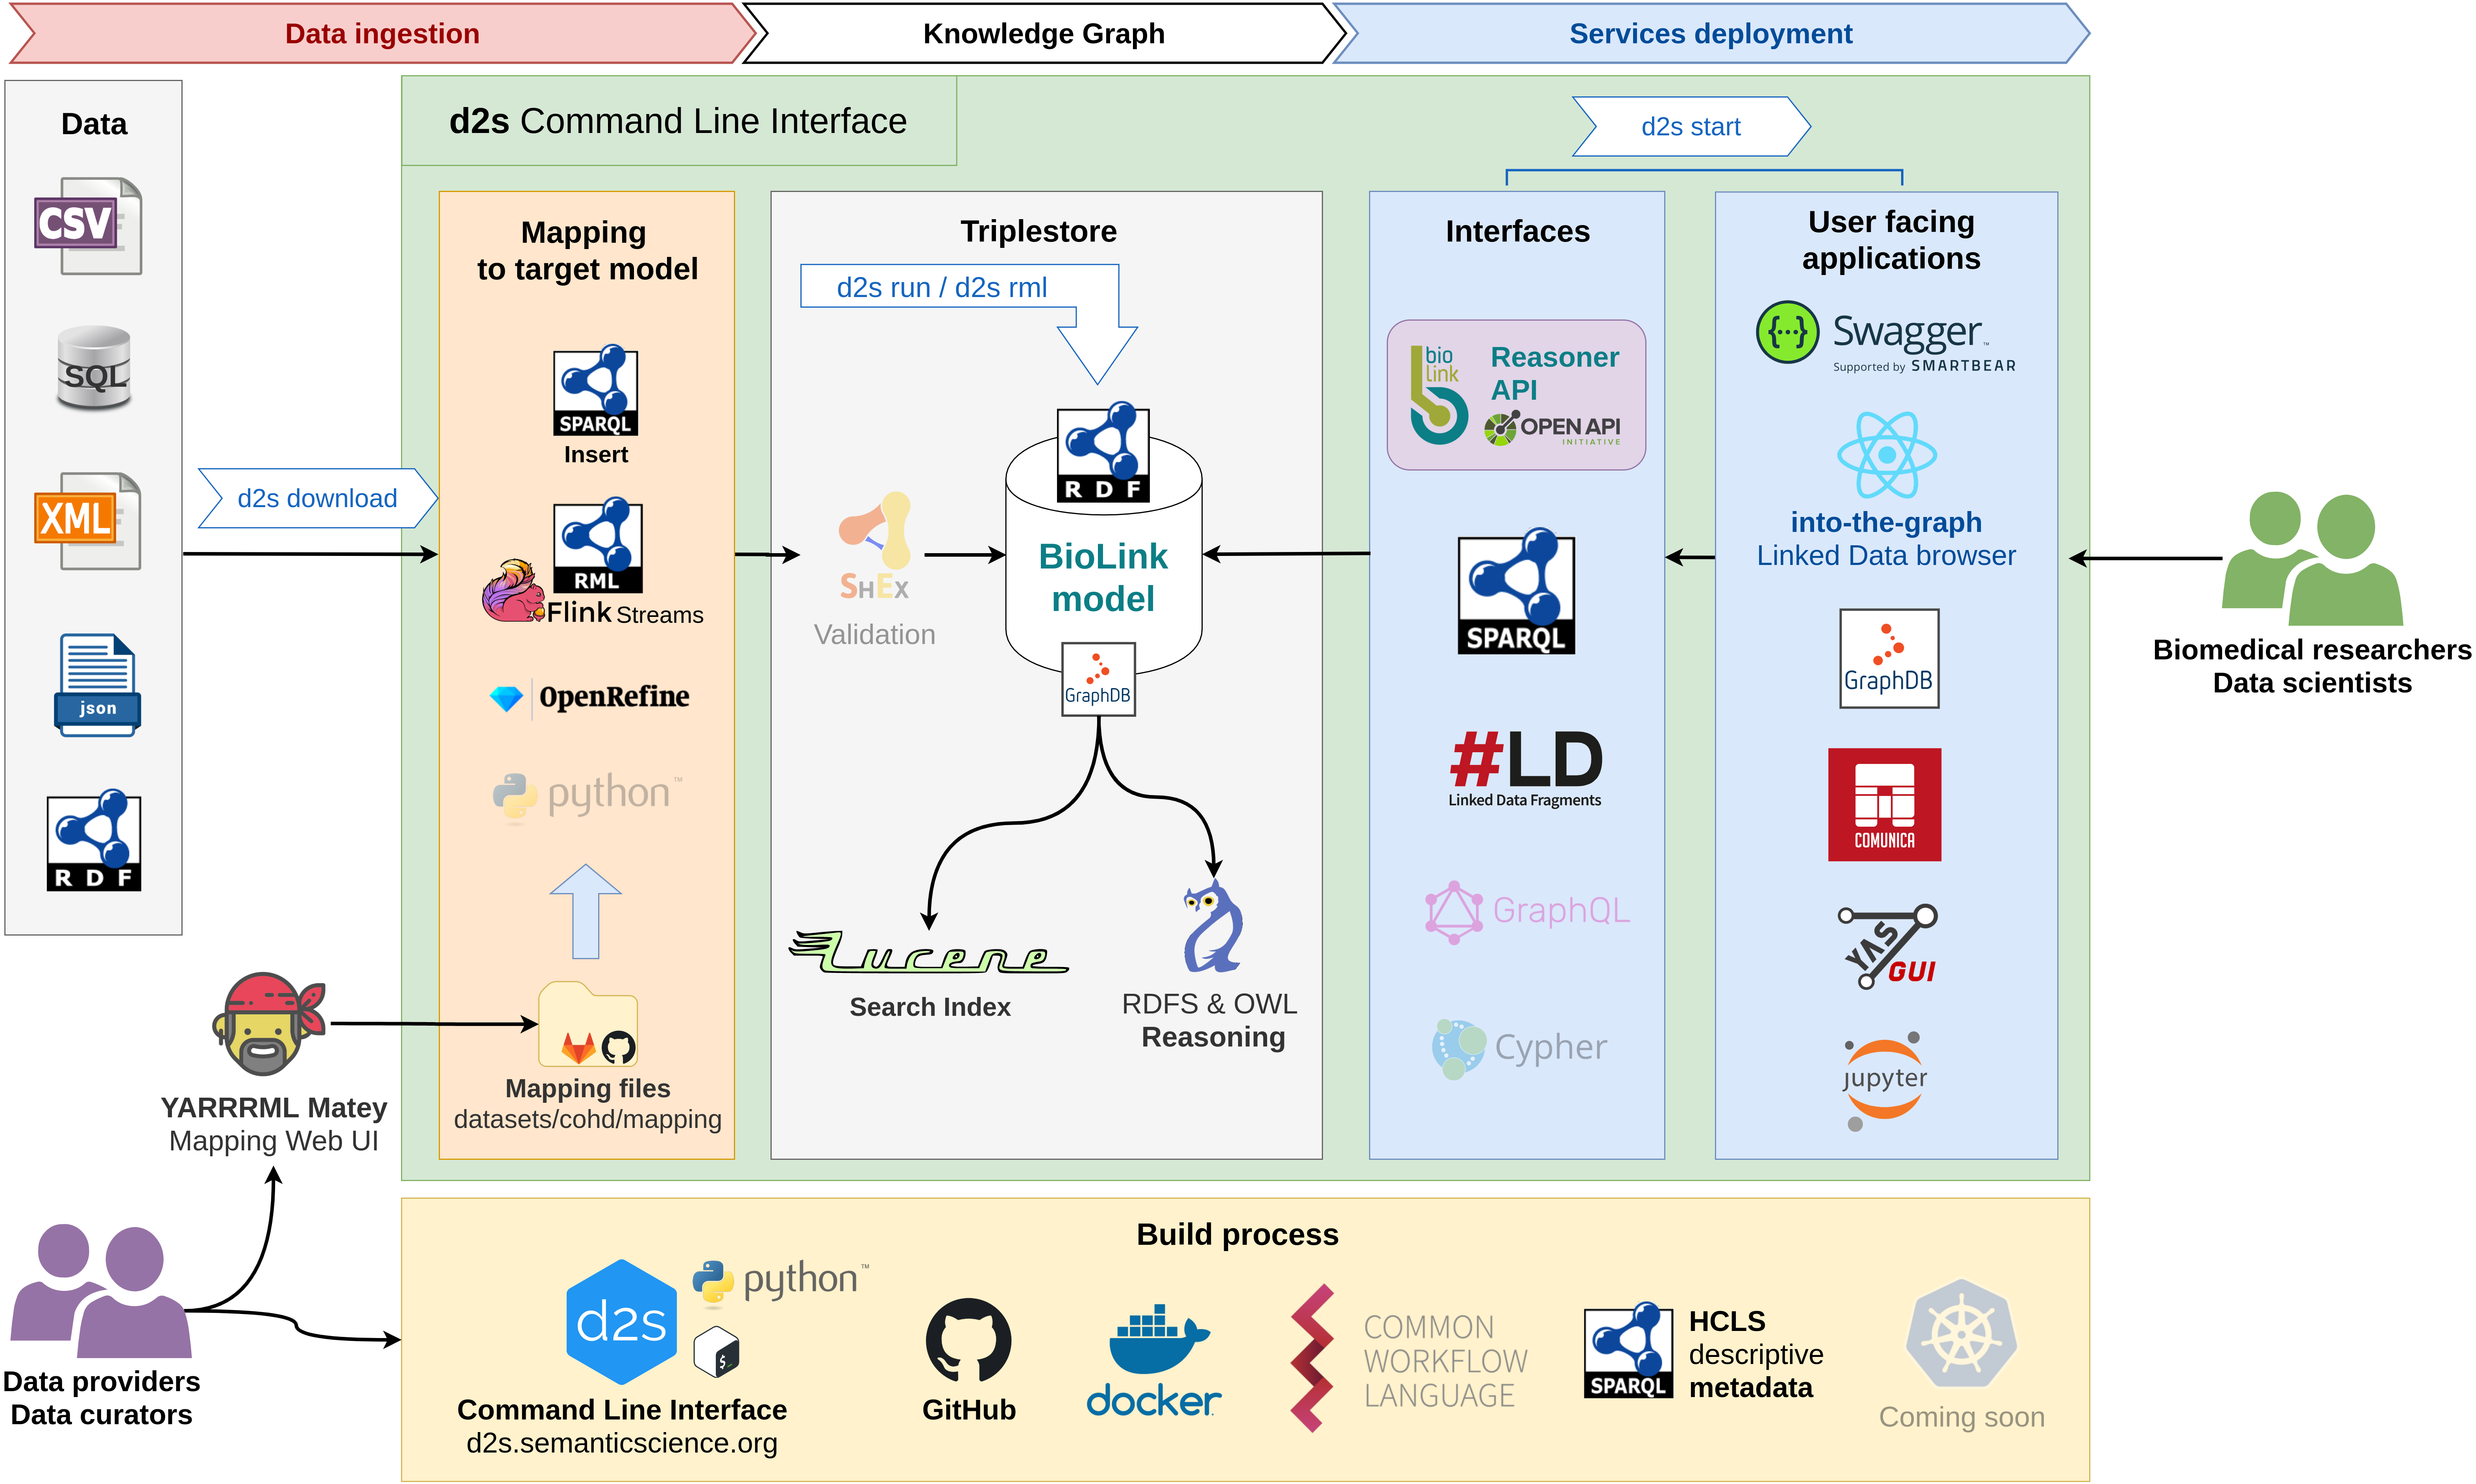 Data ingestion
Knowledge Graph
Services deployment
Data
CSV
SQL
XML
json
RDF
d2s download
d2s Command Line Interface
d2s start
Mapping
to target model
SPARQL
Insert
RML
Flink Streams
OpenRefine
python™
Mapping files
datasets/cohd/mapping
Triplestore
d2s run / d2s rml
SHEX
Validation
RDF
BioLink
model
GraphDB
Lucene
Search Index
RDFS & OWL
Reasoning
Interfaces
bio
link
Reasoner
API
OPEN API
INITIATIVE
SPARQL
#LD
Linked Data Fragments
GraphQL
Cypher
User facing
applications
{···} Swagger™
Supported by SMARTBEAR
into-the-graph
Linked Data browser
GraphDB
COMUNICA
YAS
GUI
jupyter
Biomedical researchers
Data scientists
YARRRML Matey
Mapping Web UI
Data providers
Data curators
Build process
d2s
python™
$_
Command Line Interface
d2s.semanticscience.org
GitHub
docker
COMMON
WORKFLOW
LANGUAGE
SPARQL
HCLS
descriptive
metadata
Coming soon